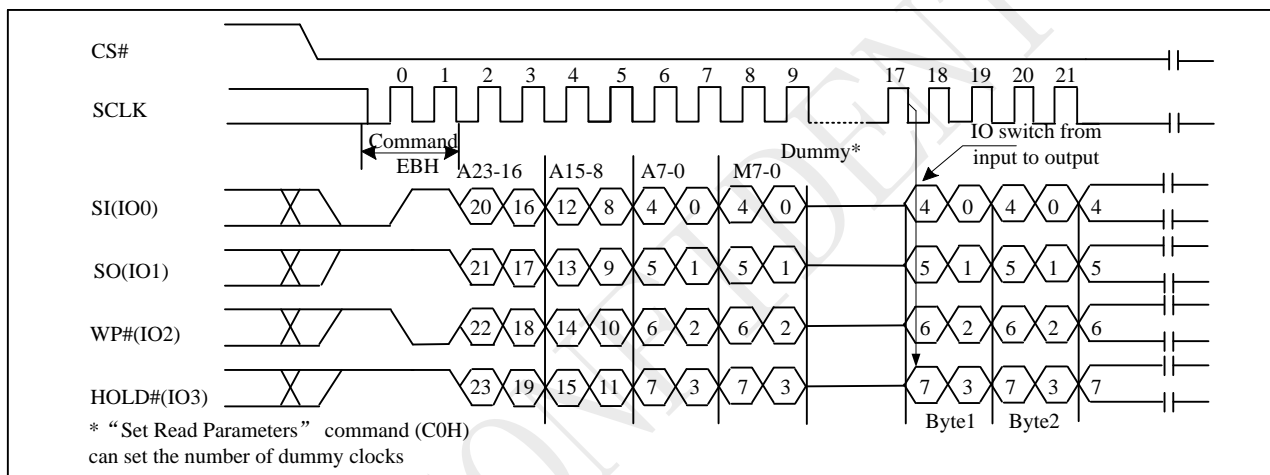 CS#
0 1 2 3 4 5 6 7 8 9 17 18 19 20 21
SCLK
Command
EBH
IO switch from
input to output
Dummy*
A23-16 A15-8 A7-0 M7-0
SI(IO0) 20 16 12 8 4 0 4 0 4 0 4 0 4
SO(IO1) 21 17 13 9 5 1 5 1 5 1 5 1 5
WP#(IO2) 22 18 14 10 6 2 6 2 6 2 6 2 6
HOLD#(IO3) 23 19 15 11 7 3 7 3 7 3 7 3 7
Byte1 Byte2
* “Set Read Parameters” command (C0H)
can set the number of dummy clocks